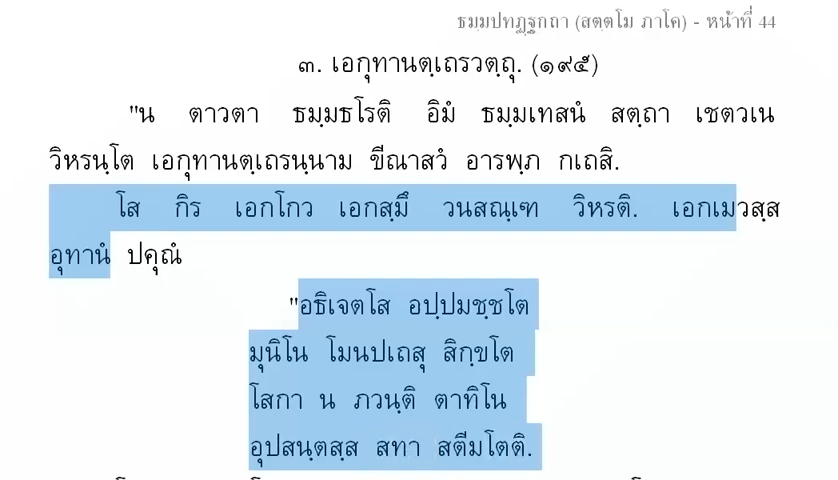 ธมฺมปทฏฺฐกถา (สตฺตโม ภาโค) - หน้าที่ 44
๓. เอกุทานตฺเถรวตฺถุ. (๑๙๕)
"น ตาวตา ธมฺมธโรติ อิมํ ธมฺมเทสนํ สตฺถา เชตวเน
วิหรนฺโต เอกุทานตฺเถรนฺนาม ขีณาสวํ อารพฺภ กเถสิ.
โส กิร เอกโกว เอกสฺมึ วนสณฺเฑ วิหรติ. เอกเมวสฺส
อุทานํ ปคุณํ
"อธิเจตโส อปฺปมชฺชโต
มุนิโน โมนปเถสุ สิกฺขโต
โสกา น ภวนฺติ ตาทิโน
อุปสนฺตสฺส สทา สตีมโตติ.